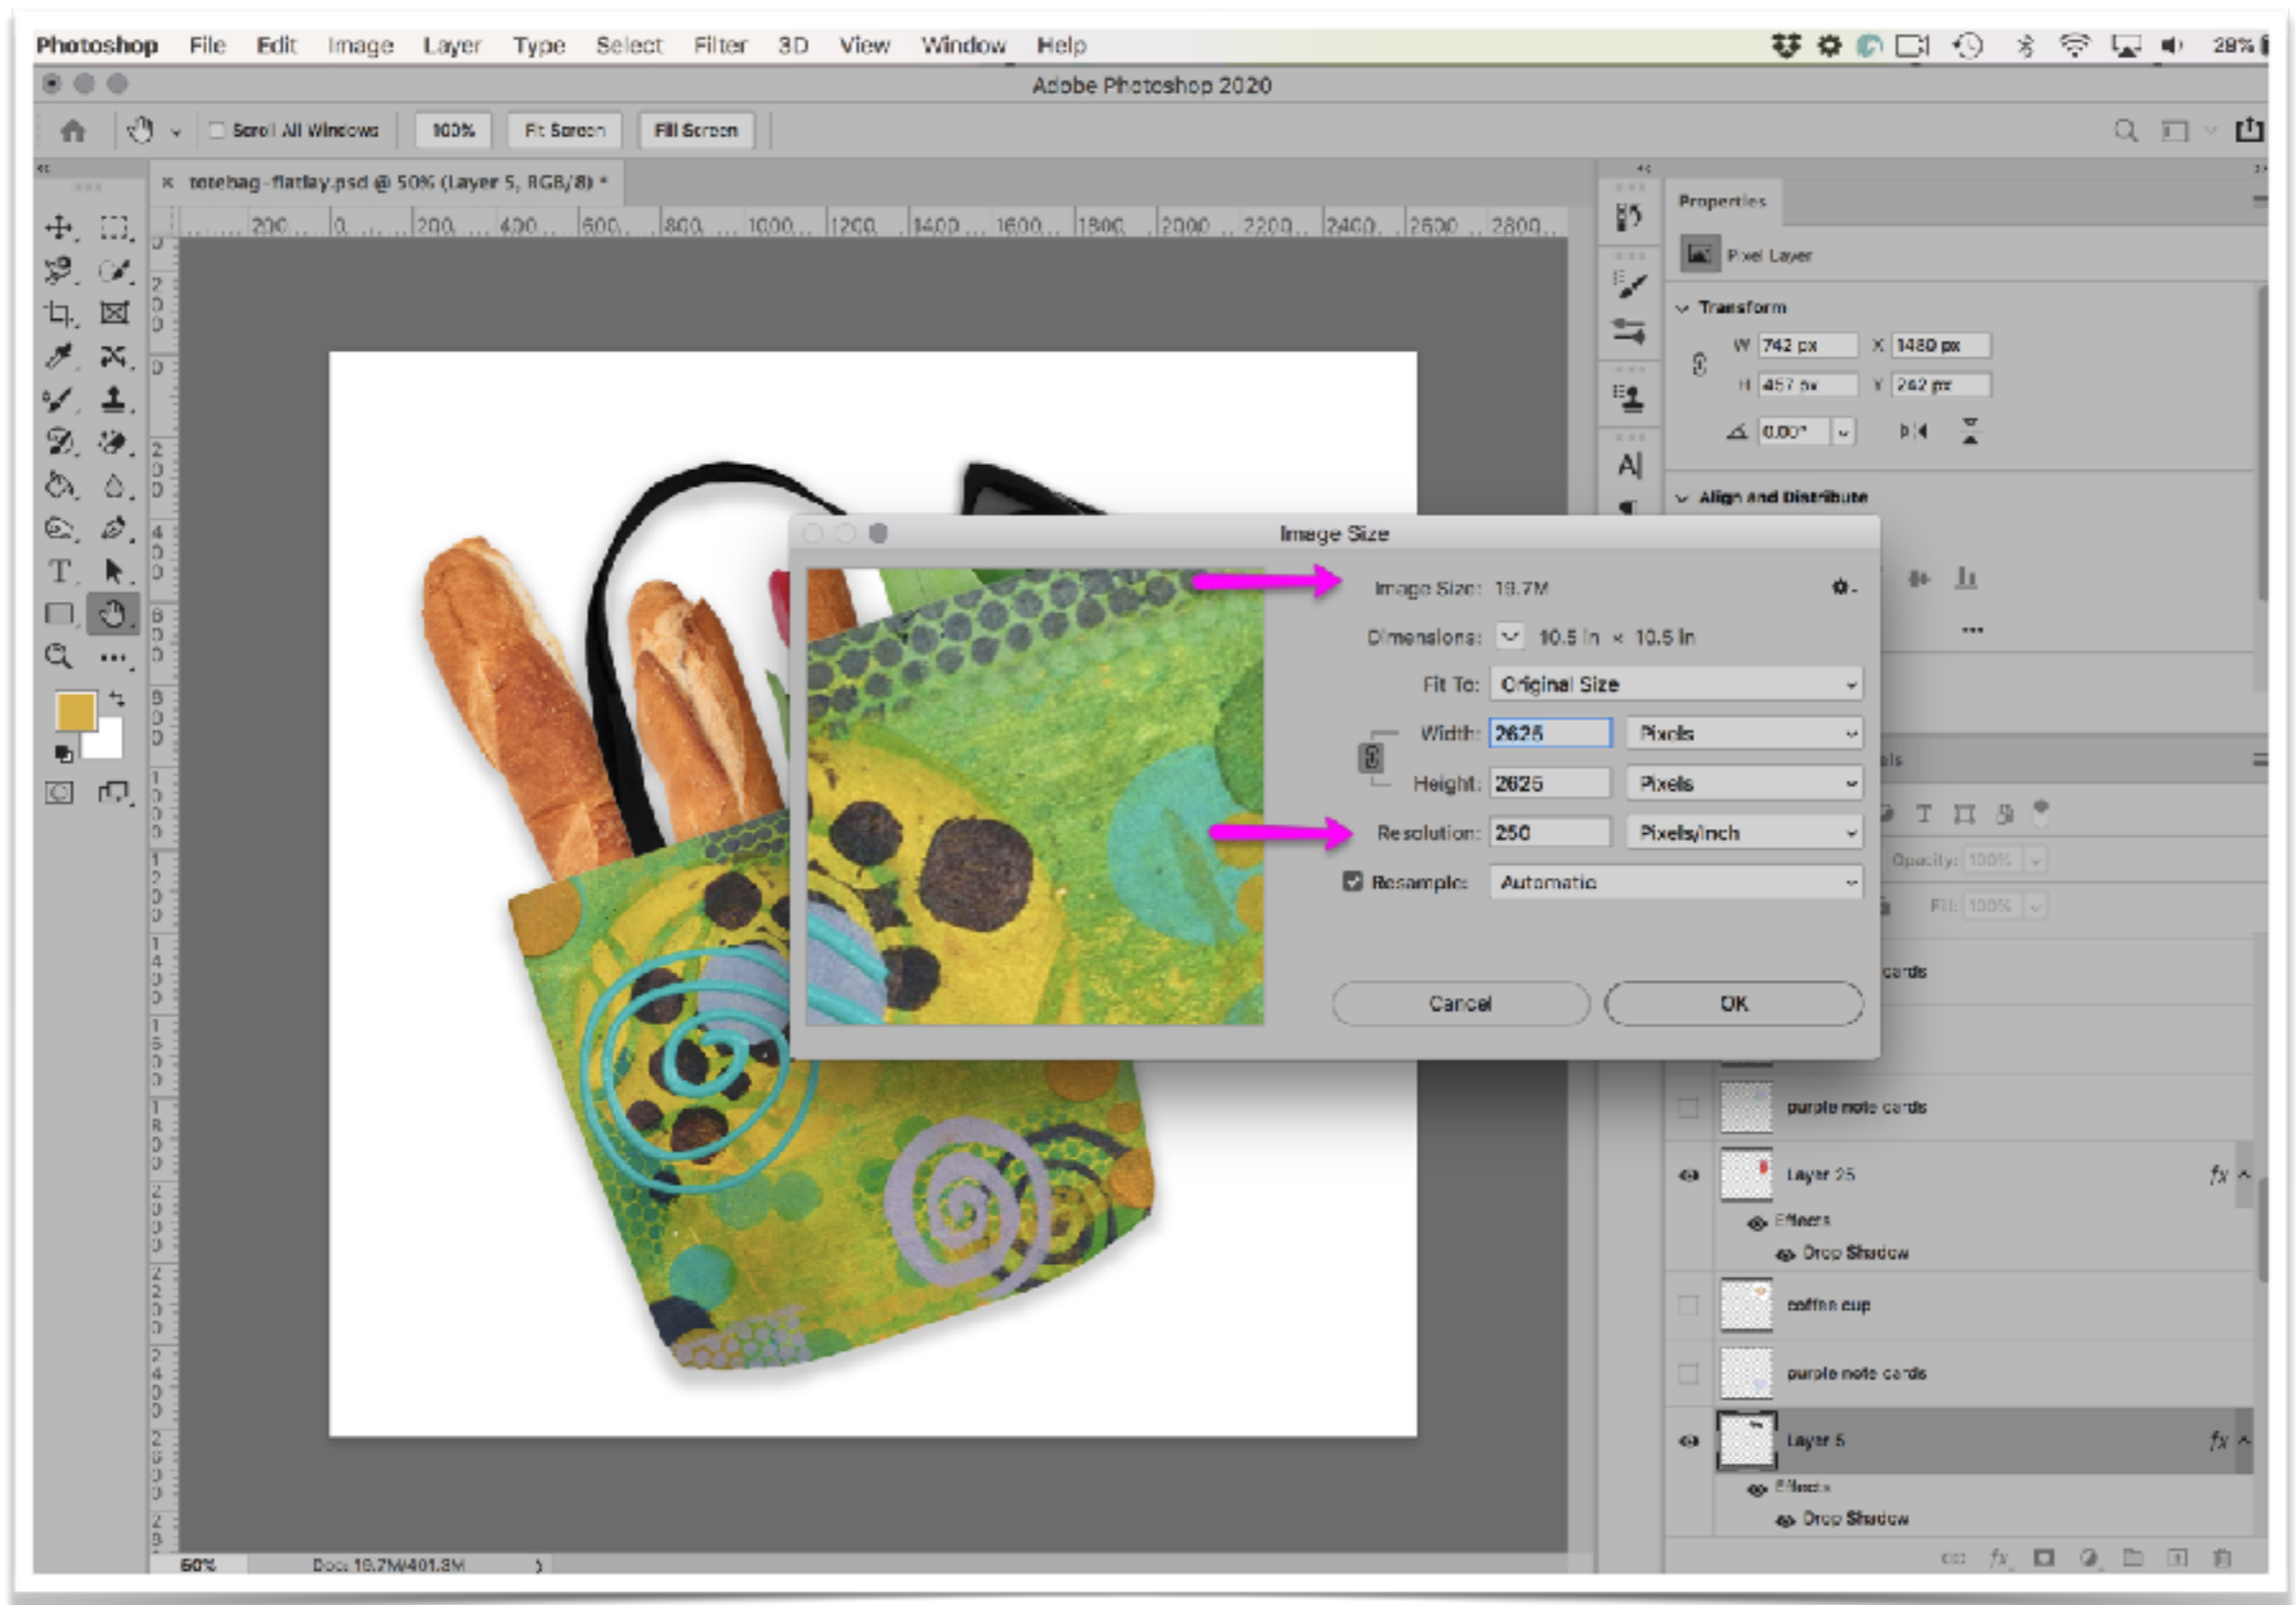 Photoshop File Edit Image Layer Type Select Filter 3D View Window Help 28%
Adobe Photoshop 2020
Scroll All Windows 100% Fit Screen Fill Screen
totebag-flatlay.psd @ 50% (Layer 5, RGB/8) *
200 0 200 400 600 800 1000 1200 1400 1600 1800 2000 2200 2400 2600 2800
Properties
Pixel Layer
Transform
W 742 px X 1480 px
H 457 px Y 242 px
0.00°
Align and Distribute
Image Size
Image Size: 19.7M
Dimensions: 10.5 in × 10.5 in
Fit To: Original Size
Width: 2625 Pixels
Height: 2625 Pixels
Resolution: 250 Pixels/Inch
Resample: Automatic
Cancel OK
els
Opacity: 100%
Fill: 100%
cards
purple note cards
Layer 25 fx
Effects
Drop Shadow
coffee cup
purple note cards
Layer 5 fx
Effects
Drop Shadow
50% Doc: 19.7M/401.3M